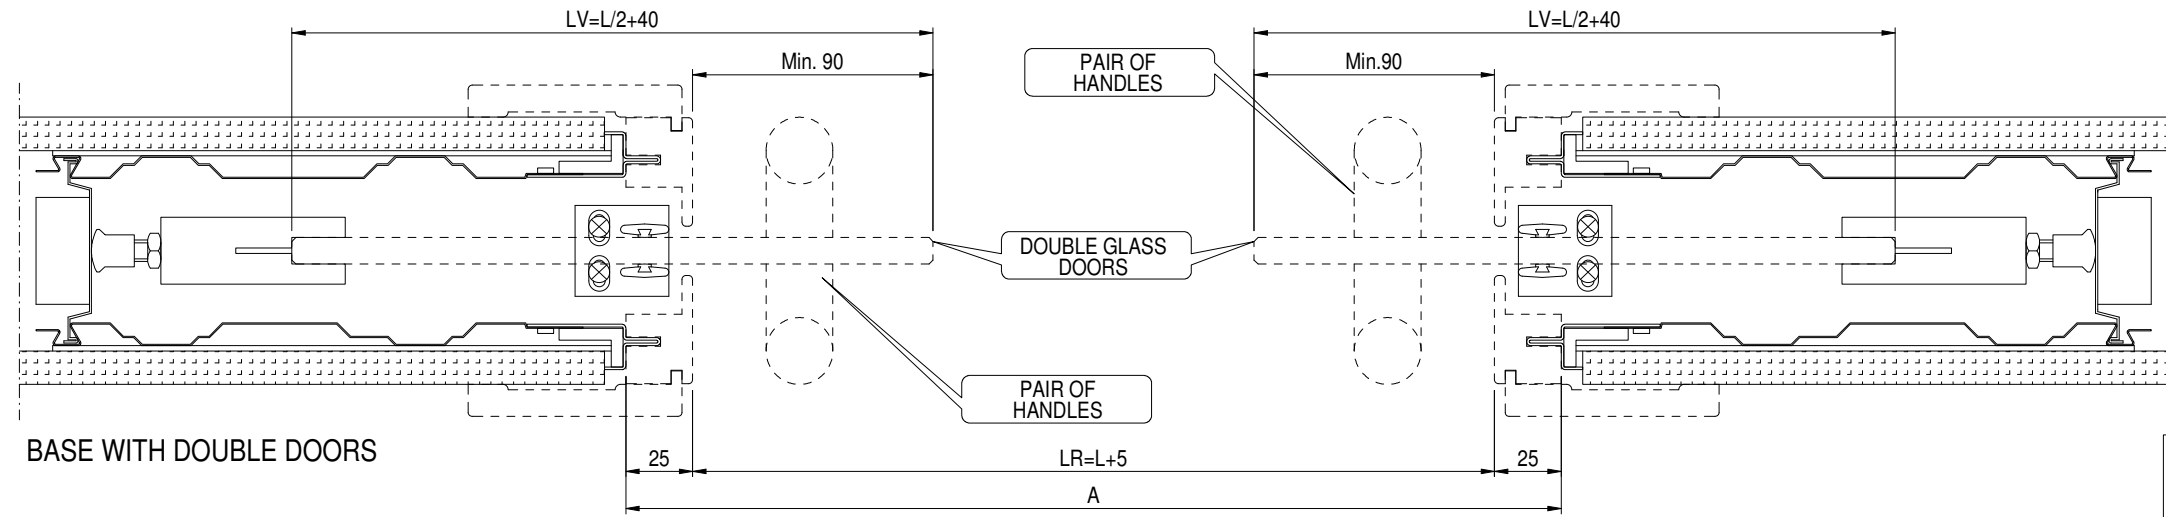 LV=L/2+40
LV=L/2+40
Min. 90
PAIR OF
HANDLES
Min.90
DOUBLE GLASS
DOORS
PAIR OF
HANDLES
BASE WITH DOUBLE DOORS
25
LR=L+5
25
A